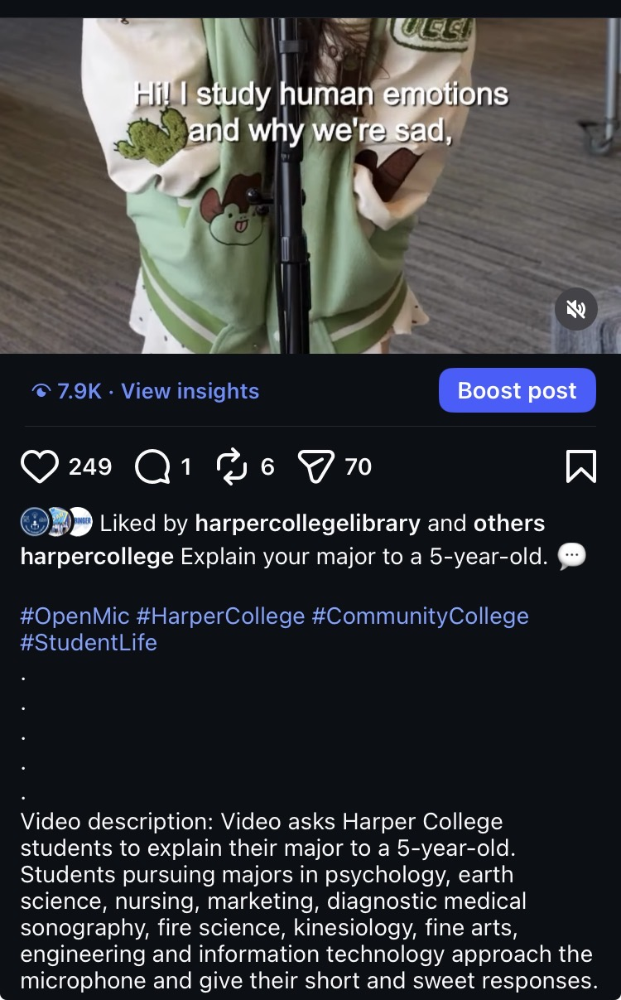 TEEN
Hi! I study human emotions
and why we're sad,
7.9K · View insights
Boost post
249 1 6 70
Liked by harpercollegelibrary and others
harpercollege Explain your major to a 5-year-old. 💬
#OpenMic #HarperCollege #CommunityCollege
#StudentLife
.
.
.
.
.
Video description: Video asks Harper College
students to explain their major to a 5-year-old.
Students pursuing majors in psychology, earth
science, nursing, marketing, diagnostic medical
sonography, fire science, kinesiology, fine arts,
engineering and information technology approach the
microphone and give their short and sweet responses.